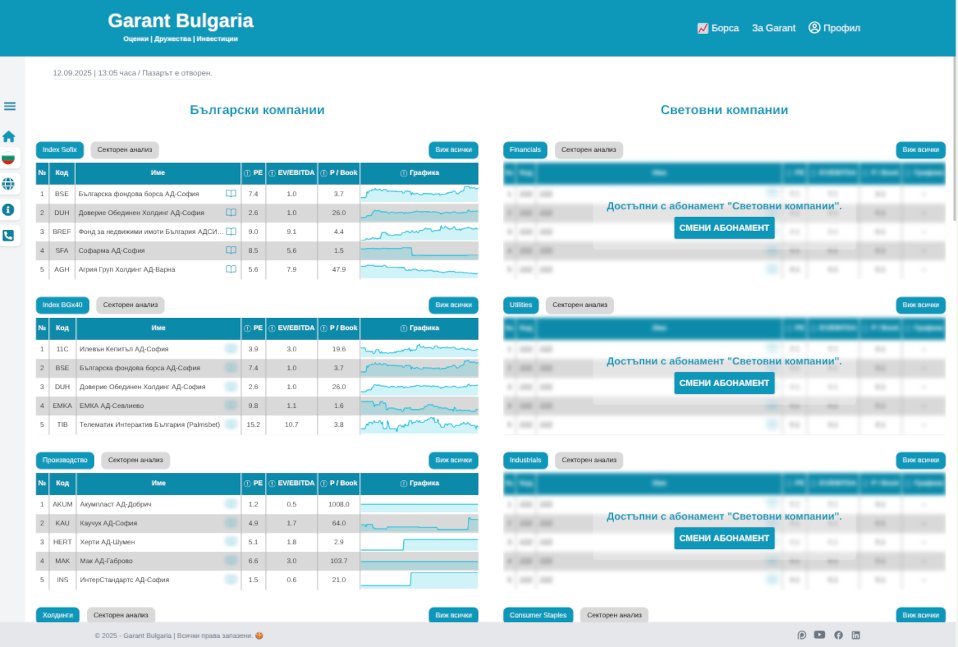 Garant Bulgaria
Оценки | Дружества | Инвестиции
Борса За Garant Профил
12.09.2025 | 13:05 часа / Пазарът е отворен.
Български компании
Index Sofix Секторен анализ Виж всички
№ Код Име PE EV/EBITDA P / Book Графика
1 BSE Българска фондова борса АД-София 7.4 1.0 3.7
2 DUH Доверие Обединен Холдинг АД-София 2.6 1.0 26.0
3 BREF Фонд за недвижими имоти България АДСИ... 9.0 9.1 4.4
4 SFA Софарма АД-София 8.5 5.6 1.5
5 AGH Агрия Груп Холдинг АД-Варна 5.6 7.9 47.9
Index BGx40 Секторен анализ Виж всички
№ Код Име PE EV/EBITDA P / Book Графика
1 11C Илевън Кепитъл АД-София 3.9 3.0 19.6
2 BSE Българска фондова борса АД-София 7.4 1.0 3.7
3 DUH Доверие Обединен Холдинг АД-София 2.6 1.0 26.0
4 EMKA ЕМКА АД-Севлиево 9.8 1.1 1.6
5 TIB Телематик Интерактив България (Palmsbet) 15.2 10.7 3.8
Производство Секторен анализ Виж всички
№ Код Име PE EV/EBITDA P / Book Графика
1 AKUM Акумпласт АД-Добрич 1.2 0.5 1008.0
2 KAU Каучук АД-София 4.9 1.7 64.0
3 HERT Херти АД-Шумен 5.1 1.8 2.9
4 MAK Мак АД-Габрово 6.6 3.0 103.7
5 INS ИнтерСтандартс АД-София 1.5 0.6 21.0
Холдинги Секторен анализ Виж всички
Световни компании
Financials Секторен анализ Виж всички
Достъпни с абонамент "Световни компании".
СМЕНИ АБОНАМЕНТ
Utilities Секторен анализ Виж всички
Достъпни с абонамент "Световни компании".
СМЕНИ АБОНАМЕНТ
Industrials Секторен анализ Виж всички
Достъпни с абонамент "Световни компании".
СМЕНИ АБОНАМЕНТ
Consumer Staples Секторен анализ Виж всички
© 2025 - Garant Bulgaria | Всички права запазени.